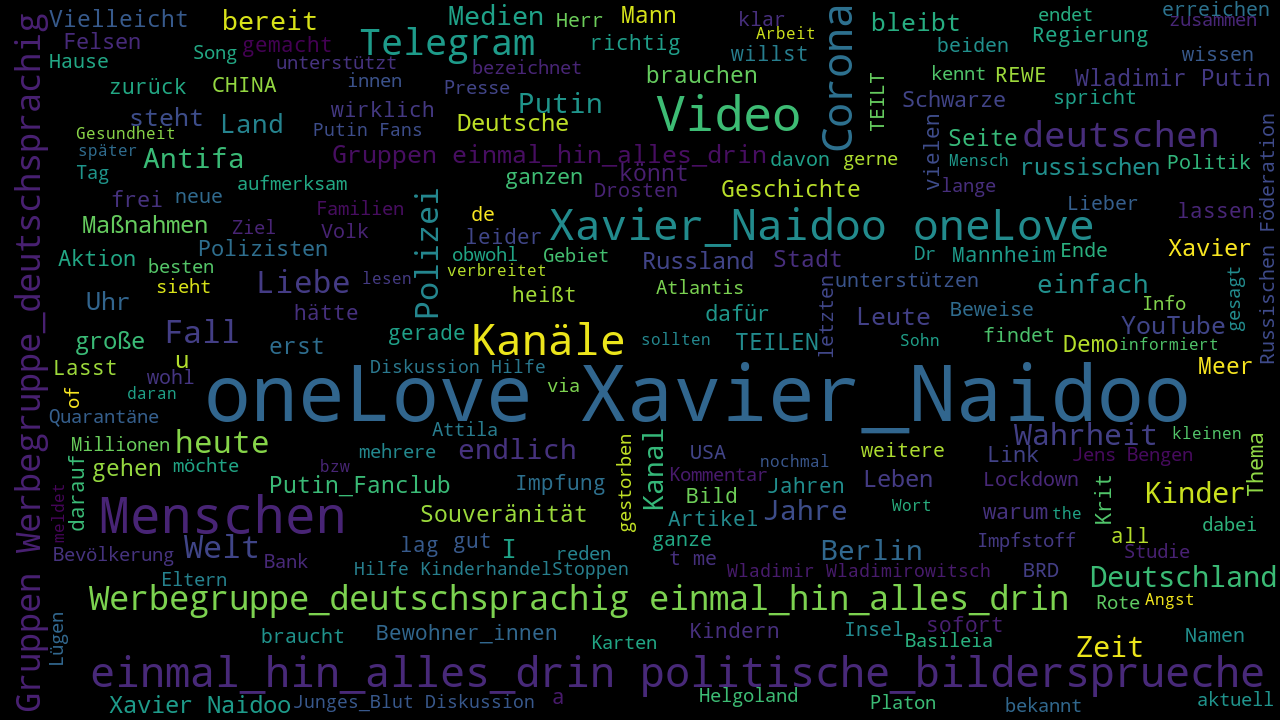 Gruppen Werbegruppe_deutschsprachig
Vielleicht
bereit
Medien
Herr
Mann
klar
bleibt
endet
erreichen
zusammen
Felsen
Song
gemacht
Telegram
richtig
Arbeit
Corona
beiden
Regierung
Hause
unterstützt
bezeichnet
willst
wissen
zurück
CHINA
innen
Presse
brauchen
kennt
REWE
Wladimir Putin
steht
Land
wirklich
Putin
Video
TEILT
Schwarze
spricht
Gesundheit
Putin Fans
Deutsche
vielen
Seite
deutschen
Russischen Föderation
später
Antifa
Gruppen einmal_hin_alles_drin
davon
gerne
Mensch
russischen
Politik
Tag
aufmerksam
ganzen
könnt
Drosten
Geschichte
lange
frei
neue
Polizei
Lieber
lassen
Familien
de
Xavier_Naidoo oneLove
Maßnahmen
Ziel
Volk
leider
Polizisten
obwohl
Gebiet
Russland
Stadt
Dr
Mannheim
Ende
Xavier
Aktion
besten
Liebe
lesen
verbreitet
unterstützen
einfach
gesagt
sieht
heißt
Atlantis
letzten
Uhr
hätte
dafür
Leute
Beweise
Info
große
Fall
gerade
Kanäle
sollten
TEILEN
Sohn
findet
YouTube
erst
Demo
informiert
Lasst
u
Diskussion Hilfe
Meer
wohl
via
of
daran
oneLove Xavier_Naidoo
Quarantäne
Attila
Millionen
heute
mehrere
endlich
Kanal
USA
weitere
Wahrheit
kleinen
Link
Jens Bengen
Thema
darauf
gehen
möchte
bzw
gestorben
Kommentar
nochmal
Leben
Lockdown
Krit
Putin_Fanclub
Impfung
Bild
Jahren
Kinder
meldet
Menschen
Souveränität
Artikel
Jahre
Wort
warum
the
dabei
Bevölkerung
Welt
Bank
lag
gut
I
reden
ganze
t me
Berlin
Impfstoff
all
Studie
Eltern
Hilfe KinderhandelStoppen
Wladimir Wladimirowitsch
BRD
Deutschland
Werbegruppe_deutschsprachig einmal_hin_alles_drin
Rote
Angst
Lügen
braucht
Bewohner_innen
Karten
Kindern
Insel
sofort
Basileia
Zeit
Namen
einmal_hin_alles_drin politische_bildersprueche
Xavier Naidoo
Junges_Blut Diskussion
a
Helgoland
Platon
bekannt
aktuell